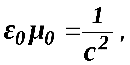 ε₀μ₀ = 1/c²,